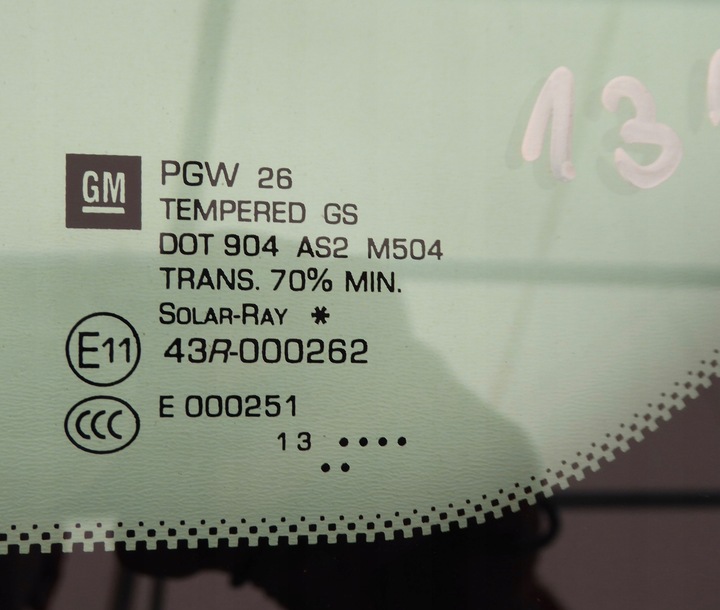 13
GM
PGW 26
TEMPERED GS
DOT 904 AS2 M504
TRANS. 70% MIN.
SOLAR-RAY *
E11 43R-000262
CCC E 000251
13 ••••
••